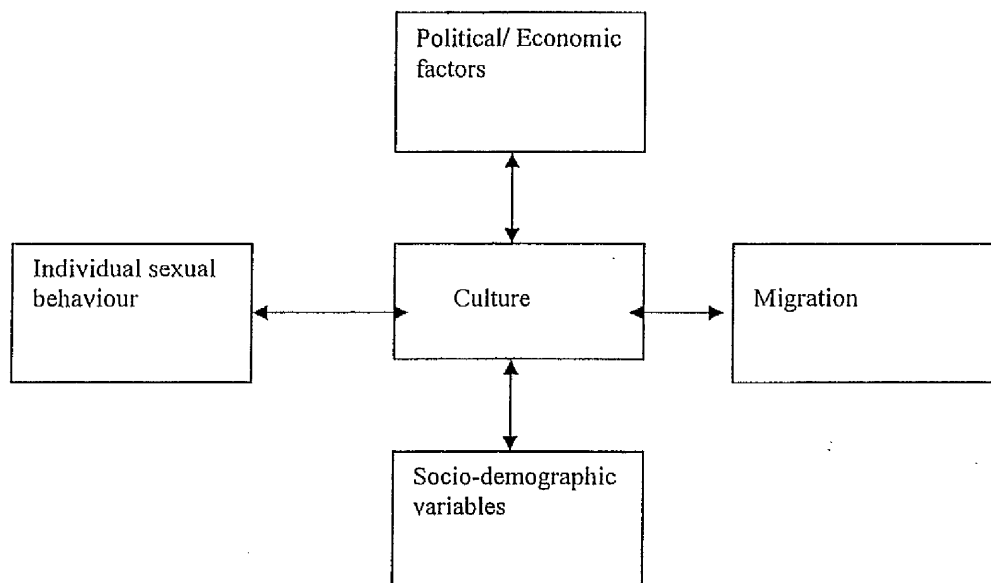 Political/ Economic
factors
Individual sexual
behaviour
Culture
Migration
Socio-demographic
variables